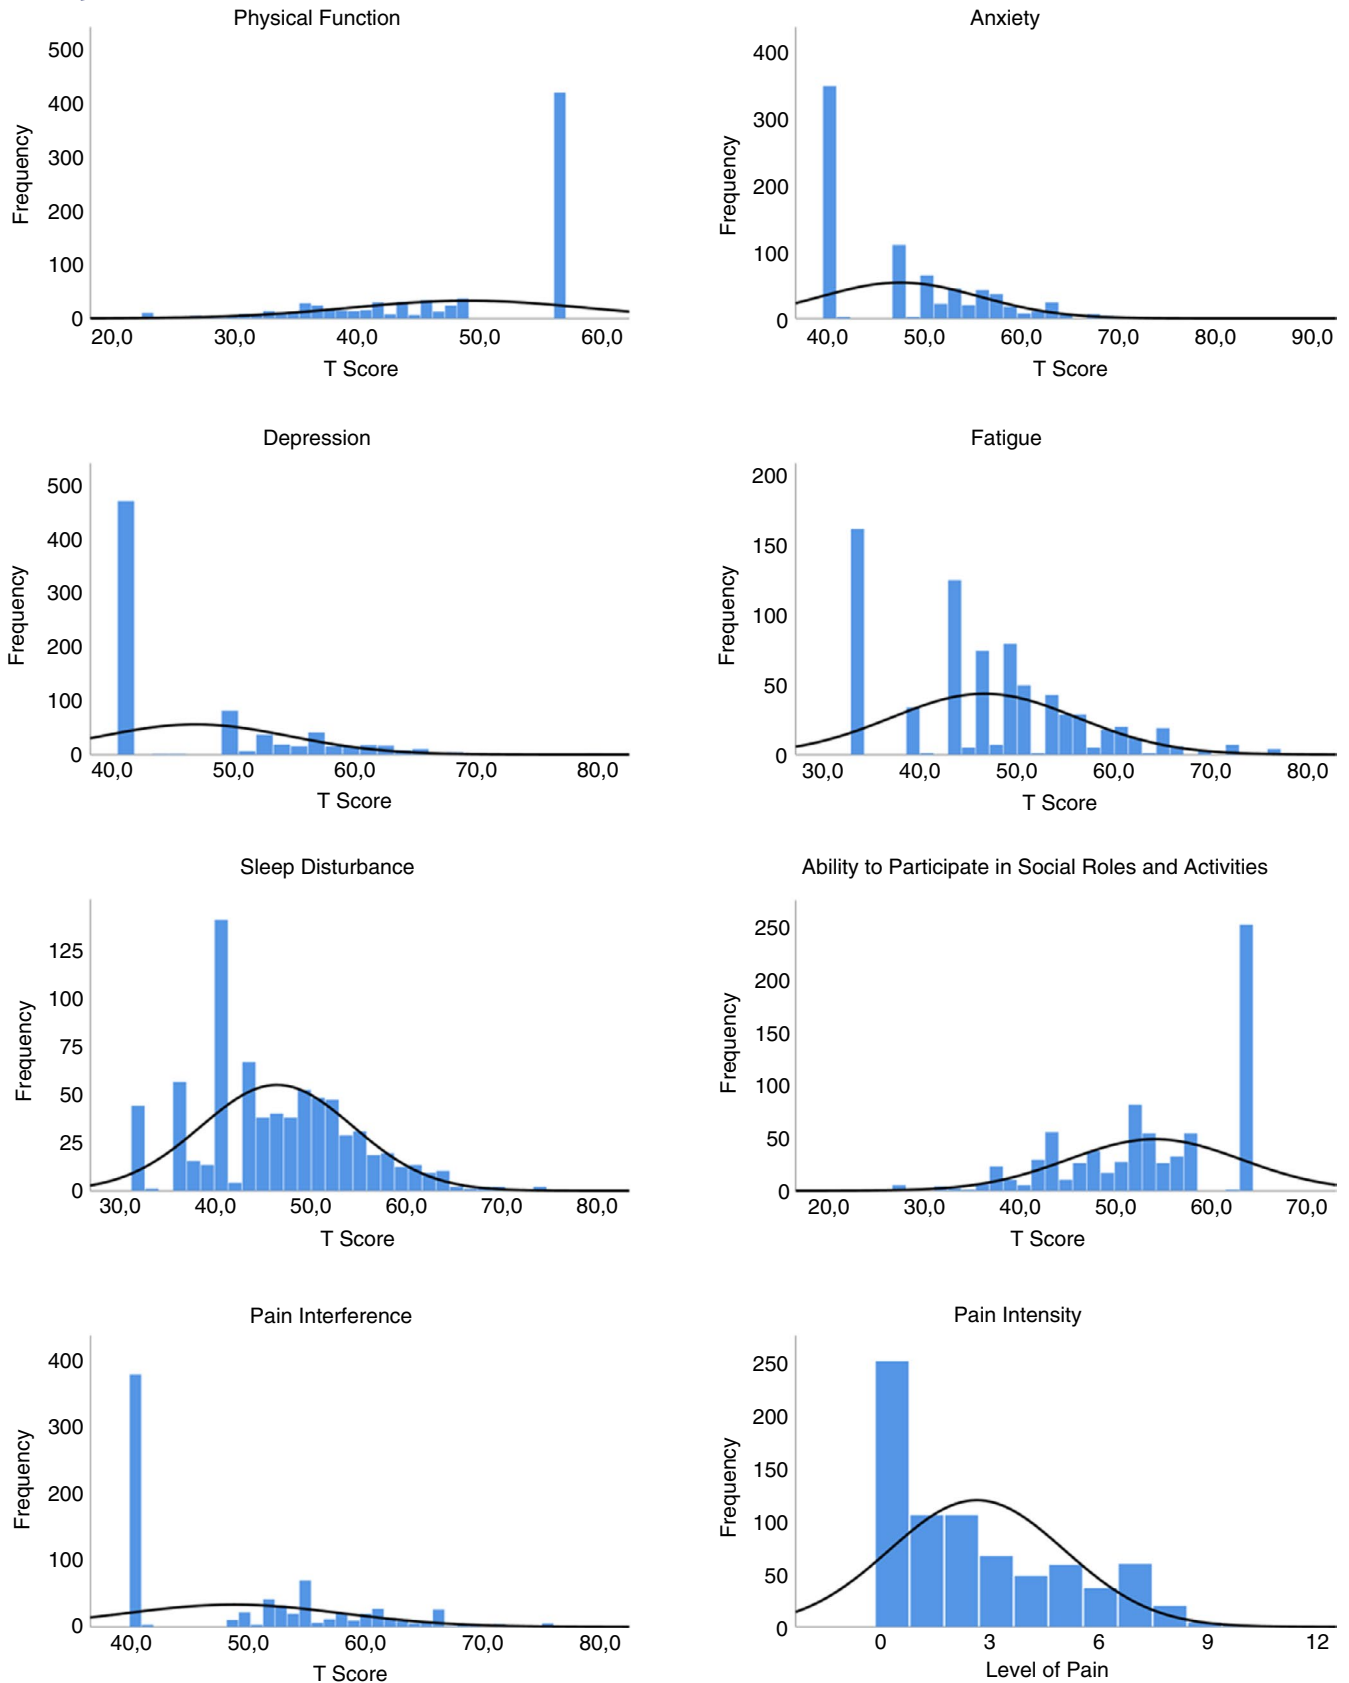 Physical Function
Frequency
500
400
300
200
100
0
20,0 30,0 40,0 50,0 60,0
T Score
Anxiety
Frequency
400
300
200
100
0
40,0 50,0 60,0 70,0 80,0 90,0
T Score
Depression
Frequency
500
400
300
200
100
0
40,0 50,0 60,0 70,0 80,0
T Score
Fatigue
Frequency
200
150
100
50
0
30,0 40,0 50,0 60,0 70,0 80,0
T Score
Sleep Disturbance
Frequency
125
100
75
50
25
0
30,0 40,0 50,0 60,0 70,0 80,0
T Score
Ability to Participate in Social Roles and Activities
Frequency
250
200
150
100
50
0
20,0 30,0 40,0 50,0 60,0 70,0
T Score
Pain Interference
Frequency
400
300
200
100
0
40,0 50,0 60,0 70,0 80,0
T Score
Pain Intensity
Frequency
250
200
150
100
50
0
0 3 6 9 12
Level of Pain